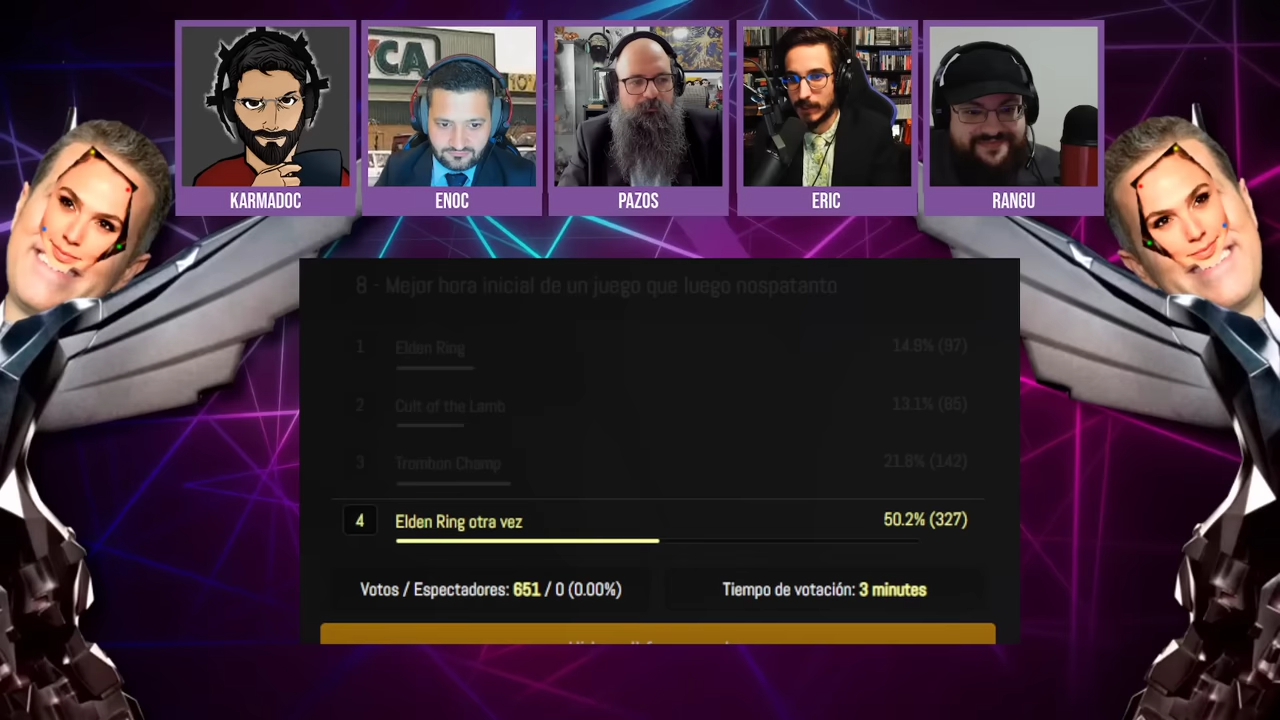 CA
KARMADOC
ENOC
PAZOS
ERIC
RANGU
8 - Mejor hora inicial de un juego que luego nospatanto
1 Elden Ring 14.9% (97)
2 Cult of the Lamb 13.1% (85)
3 Trombon Champ 21.8% (142)
4 Elden Ring otra vez 50.2% (327)
Votos / Espectadores: 651 / 0 (0.00%) Tiempo de votación: 3 minutes